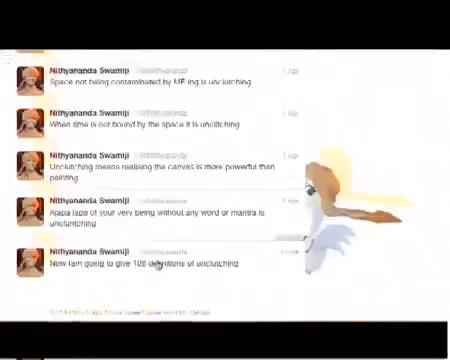 Nithyananda Swamiji
Space not being contaminated by ME ing is unclutching
Nithyananda Swamiji
When time is not bound by the space it is unclutching
Nithyananda Swamiji
Unclutching means realising the canvas is more powerful than
painting
Nithyananda Swamiji
Ajapa japa of your very being without any word or mantra is
unclutching
Nithyananda Swamiji
Now I am going to give 108 definitions of unclutching